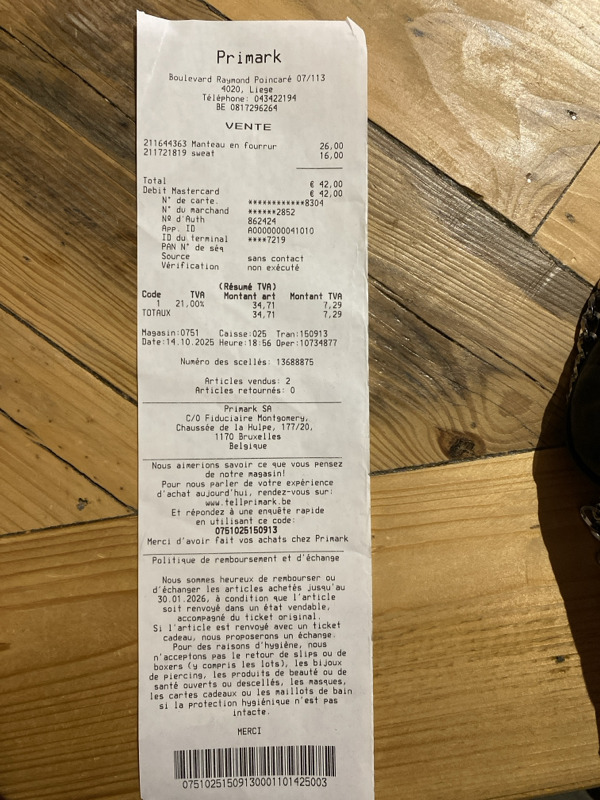 Primark
Boulevard Raymond Poincaré 07/113
4020, Liege
Téléphone: 043422194
BE 0817296264
VENTE
211644363 Manteau en fourrur 26,00
211721819 sweat 16,00
Total € 42,00
Debit Mastercard € 42,00
N° de carte. ************8304
N° du marchand ******2852
Nº d'Auth 862424
App. ID A0000000041010
ID du terminal ****7219
PAN N° de séq
Source sans contact
Vérification non exécuté
(Résumé TVA)
Code TVA Montant art Montant TVA
1 21,00% 34,71 7,29
TOTAUX 34,71 7,29
Magasin:0751 Caisse:025 Tran:150913
Date:14.10.2025 Heure:18:56 Oper:10734877
Numéro des scellés: 13688875
Articles vendus: 2
Articles retournés: 0
Primark SA
C/O Fiduciaire Montgomery,
Chaussée de la Hulpe, 177/20,
1170 Bruxelles
Belgique
Nous aimerions savoir ce que vous pensez
de notre magasin!
Pour nous parler de votre expérience
d'achat aujourd'hui, rendez-vous sur:
www.tellprimark.be
Et répondez à une enquête rapide
en utilisant ce code:
0751025150913
Merci d'avoir fait vos achats chez Primark
Politique de remboursement et d'échange
Nous sommes heureux de rembourser ou
d'échanger les articles achetés jusqu'au
30.01.2026, à condition que l'article
soit renvoyé dans un état vendable,
accompagné du ticket original.
Si l'article est renvoyé avec un ticket
cadeau, nous proposerons un échange.
Pour des raisons d'hygiène, nous
n'acceptons pas le retour de slips ou de
boxers (y compris les lots), les bijoux
de piercing, les produits de beauté ou de
santé ouverts ou descellés, les masques,
les cartes cadeaux ou les maillots de bain
si la protection hygiénique n'est pas
intacte.
MERCI
07510251509130001101425003